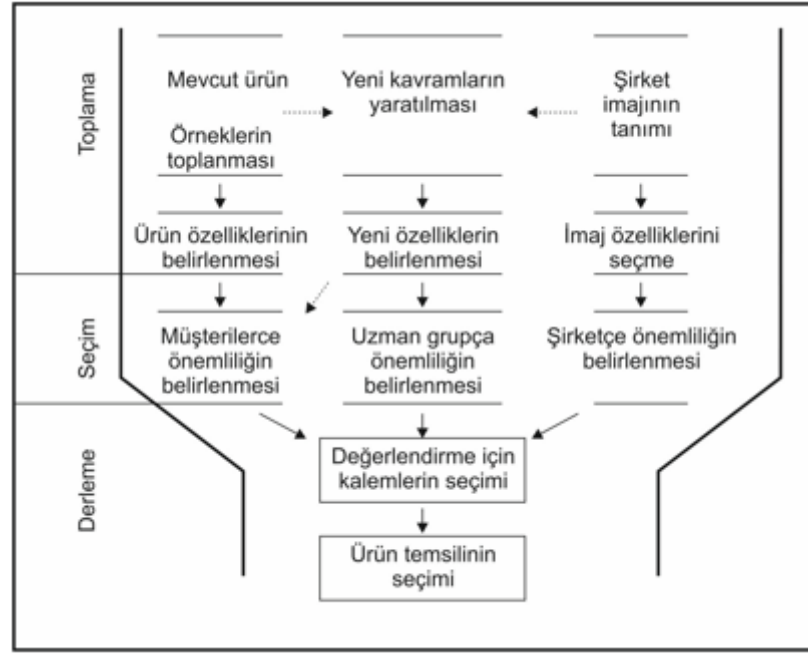 Toplama
Mevcut ürün
Örneklerin
toplanması
Yeni kavramların
yaratılması
Şirket
imajının
tanımı
Ürün özelliklerinin
belirlenmesi
Yeni özelliklerin
belirlenmesi
İmaj özelliklerini
seçme
Seçim
Müşterilerce
önemliliğin
belirlenmesi
Uzman grupça
önemliliğin
belirlenmesi
Şirketçe önemliliğin
belirlenmesi
Derleme
Değerlendirme için
kalemlerin seçimi
Ürün temsilinin
seçimi